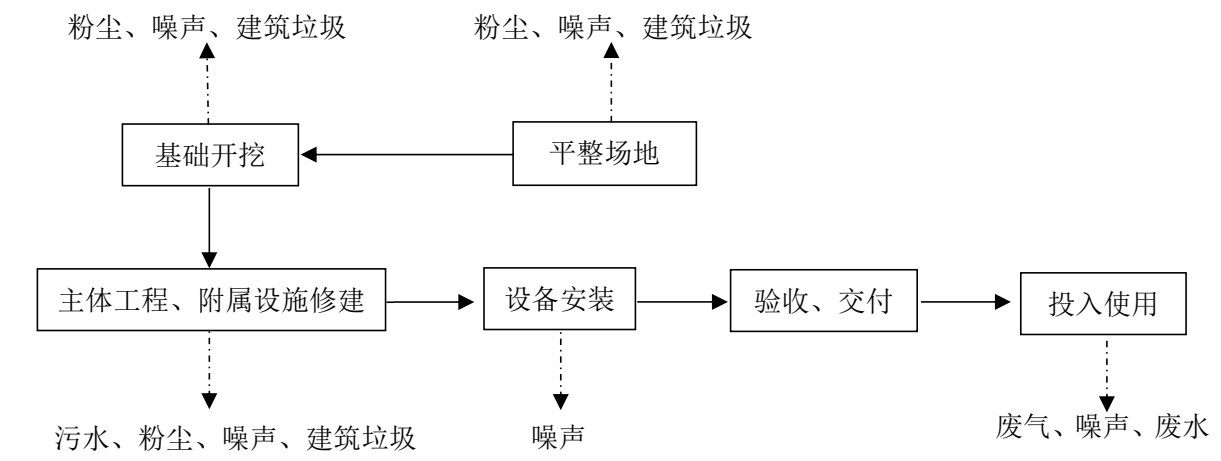 粉尘、噪声、建筑垃圾
粉尘、噪声、建筑垃圾
基础开挖
平整场地
主体工程、附属设施修建
设备安装
验收、交付
投入使用
污水、粉尘、噪声、建筑垃圾
噪声
废气、噪声、废水